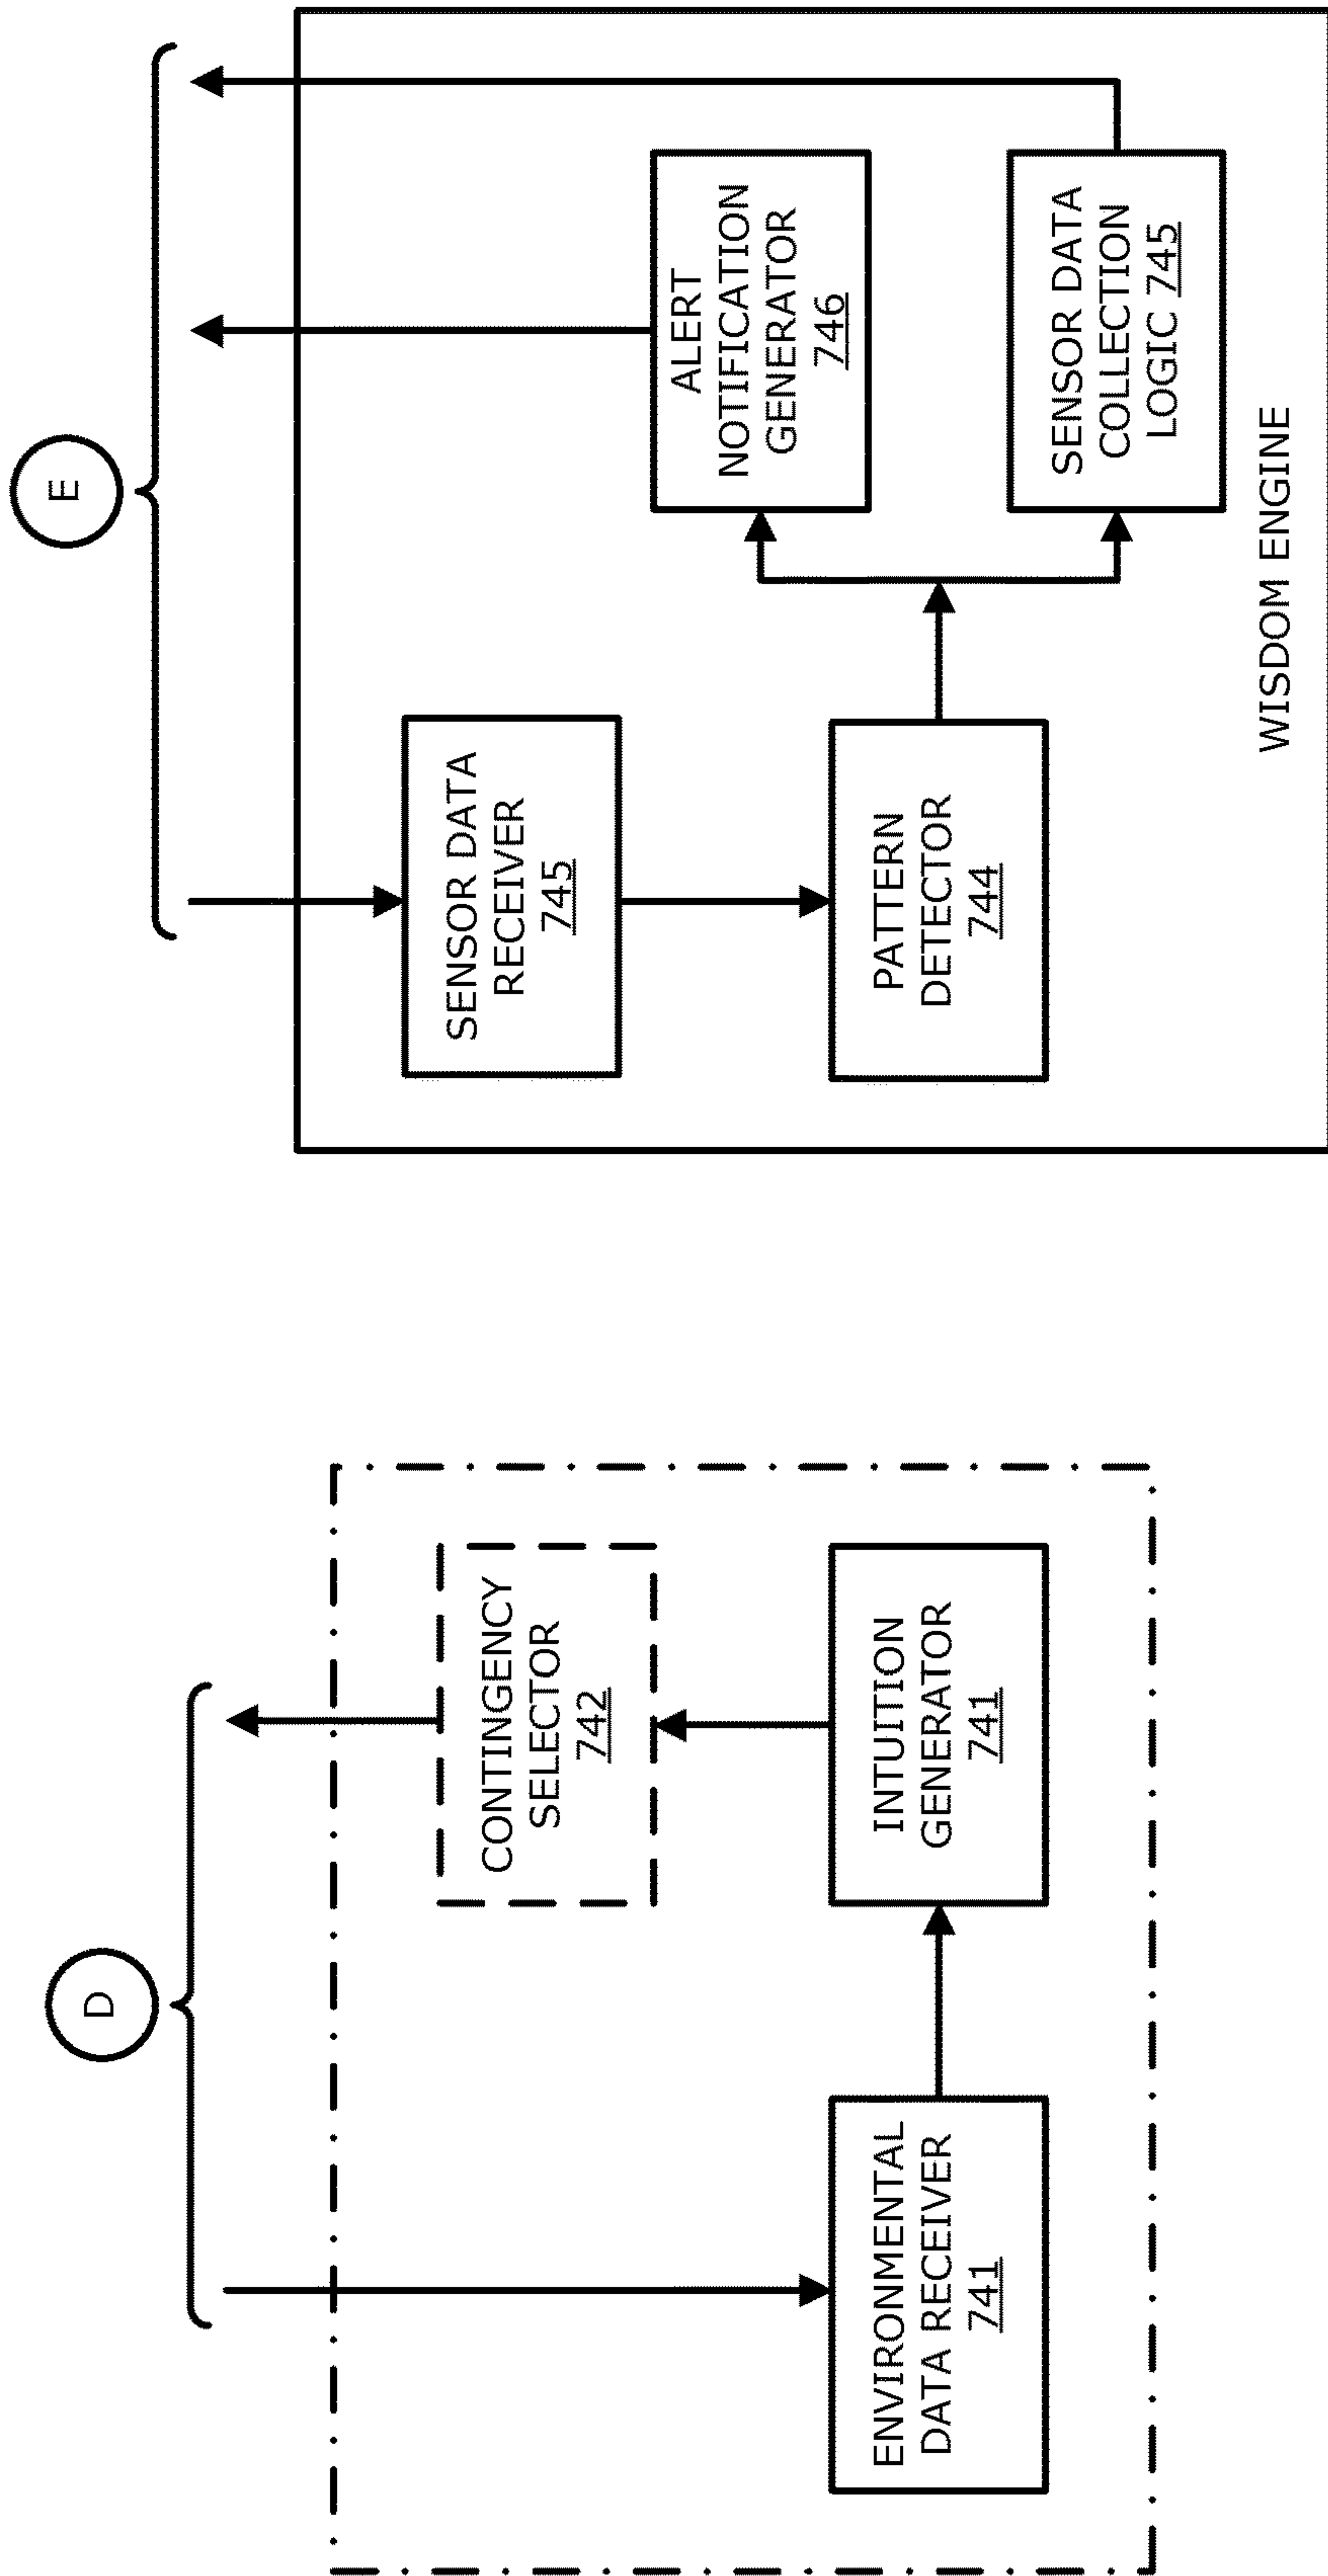 D
CONTINGENCY
SELECTOR
742
ENVIRONMENTAL
DATA RECEIVER
741
INTUITION
GENERATOR
741
E
SENSOR DATA
RECEIVER
745
ALERT
NOTIFICATION
GENERATOR
746
PATTERN
DETECTOR
744
SENSOR DATA
COLLECTION
LOGIC 745
WISDOM ENGINE